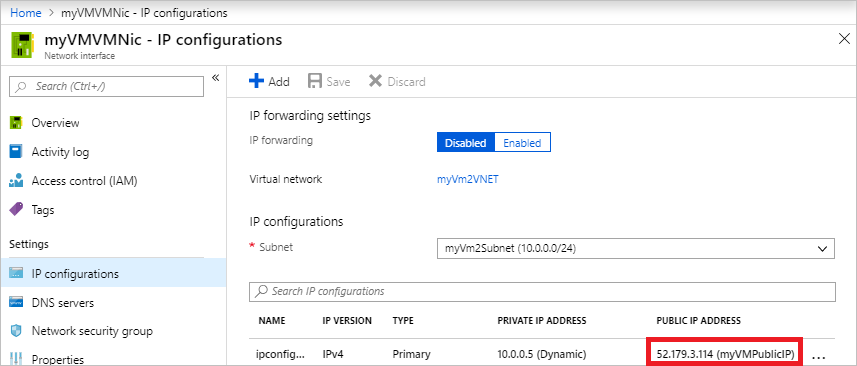 Home > myVMVMNic - IP configurations
myVMVMNic - IP configurations
Network interface
Search (Ctrl+/)
Overview
Activity log
Access control (IAM)
Tags
Settings
IP configurations
DNS servers
Network security group
Properties
Add Save Discard
IP forwarding settings
IP forwarding Disabled Enabled
Virtual network myVm2VNET
IP configurations
* Subnet myVm2Subnet (10.0.0.0/24)
Search IP configurations
NAME IP VERSION TYPE PRIVATE IP ADDRESS PUBLIC IP ADDRESS
ipconfig... IPv4 Primary 10.0.0.5 (Dynamic) 52.179.3.114 (myVMPublicIP) ...